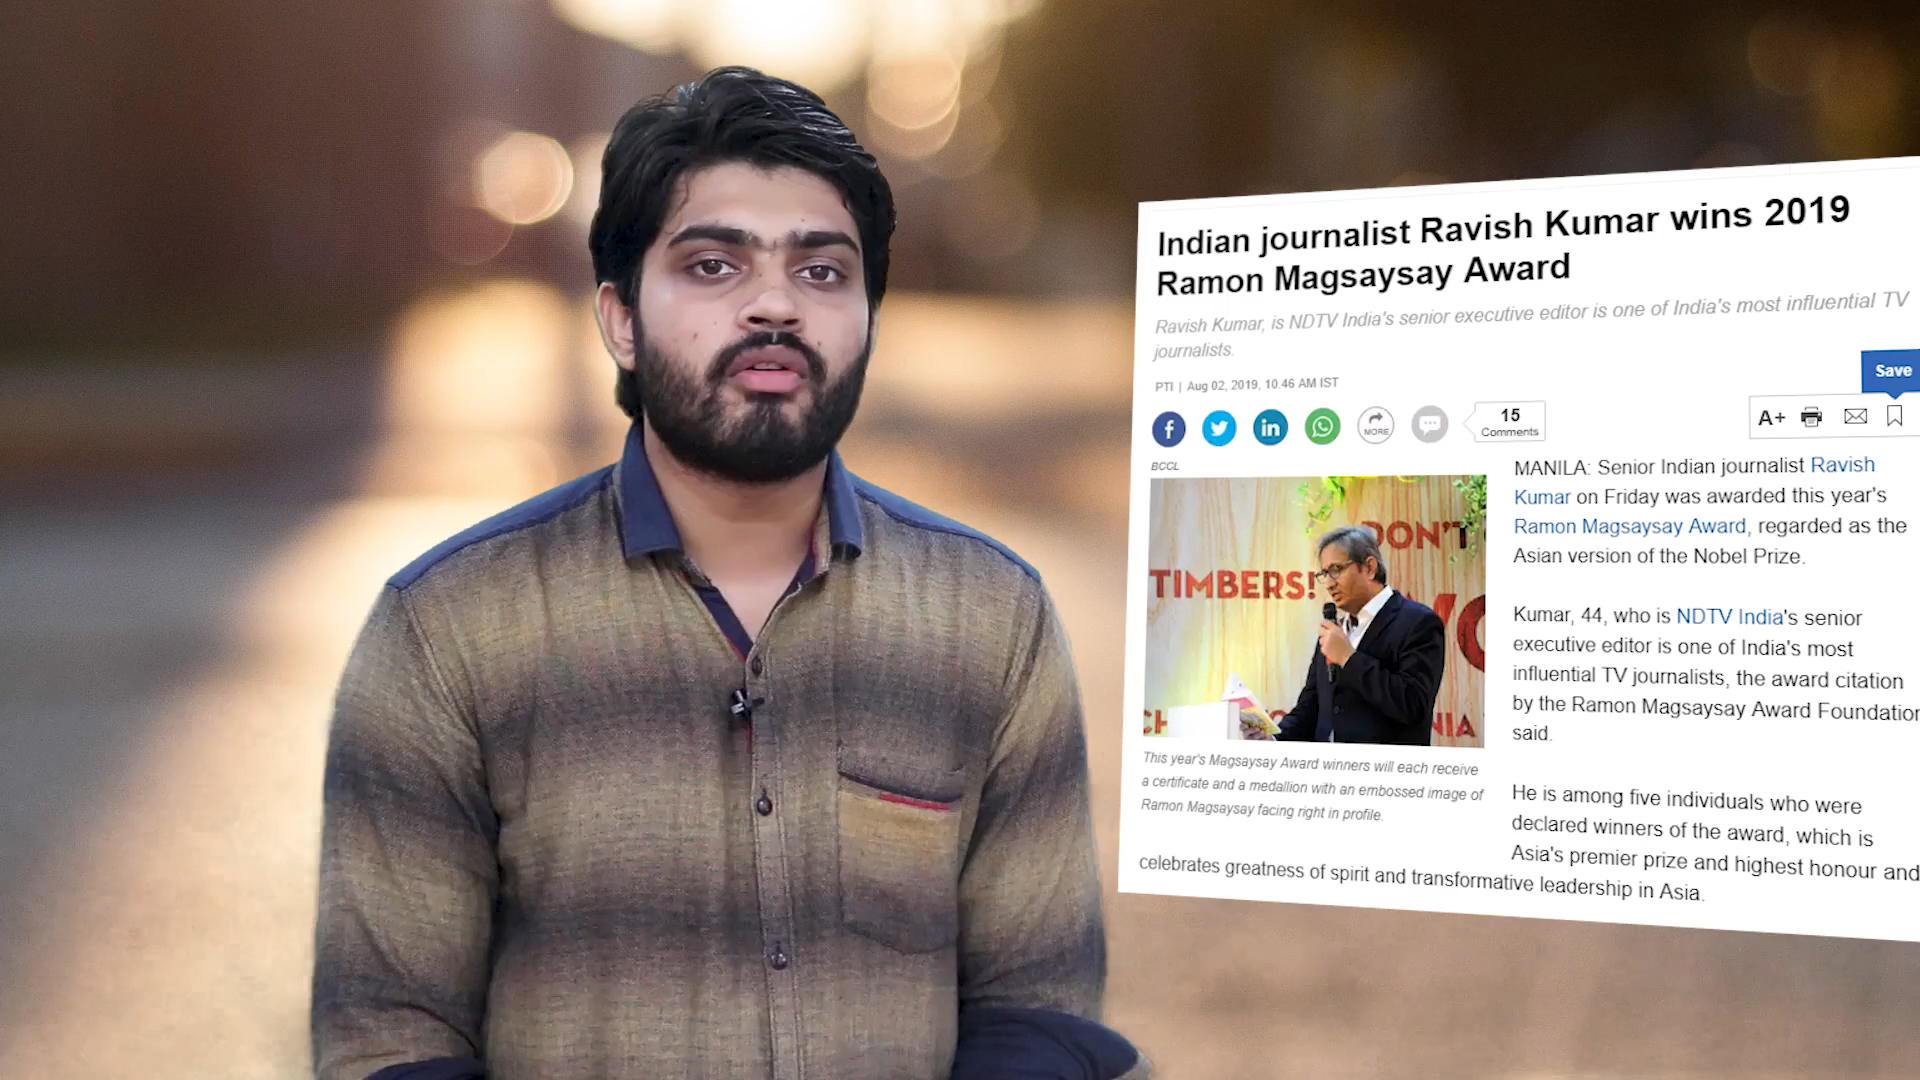 Indian journalist Ravish Kumar wins 2019
Ramon Magsaysay Award
Ravish Kumar, is NDTV India's senior executive editor is one of India's most influential TV
journalists.
PTI | Aug 02, 2019, 10.46 AM IST
Save
MORE
15
Comments
A+
BCCL
DON'T
TIMBERS!
MANILA: Senior Indian journalist Ravish
Kumar on Friday was awarded this year's
Ramon Magsaysay Award, regarded as the
Asian version of the Nobel Prize.
Kumar, 44, who is NDTV India's senior
executive editor is one of India's most
influential TV journalists, the award citation
by the Ramon Magsaysay Award Foundation
said.
This year's Magsaysay Award winners will each receive
a certificate and a medallion with an embossed image of
Ramon Magsaysay facing right in profile.
He is among five individuals who were
declared winners of the award, which is
Asia's premier prize and highest honour and
celebrates greatness of spirit and transformative leadership in Asia.